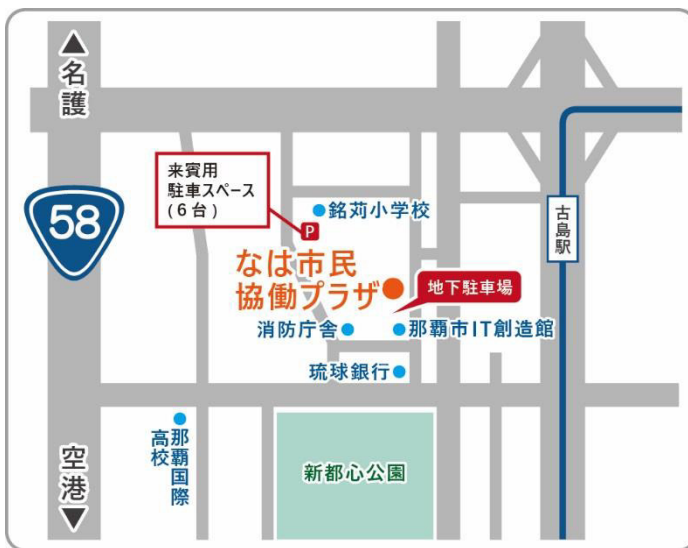 ▲
名護
58
来賓用
駐車スペース
(6台)
P
銘苅小学校
古島駅
なは市民
協働プラザ
地下駐車場
消防庁舎
那覇市IT創造館
琉球銀行
那覇国際
高校
新都心公園
空港
▼